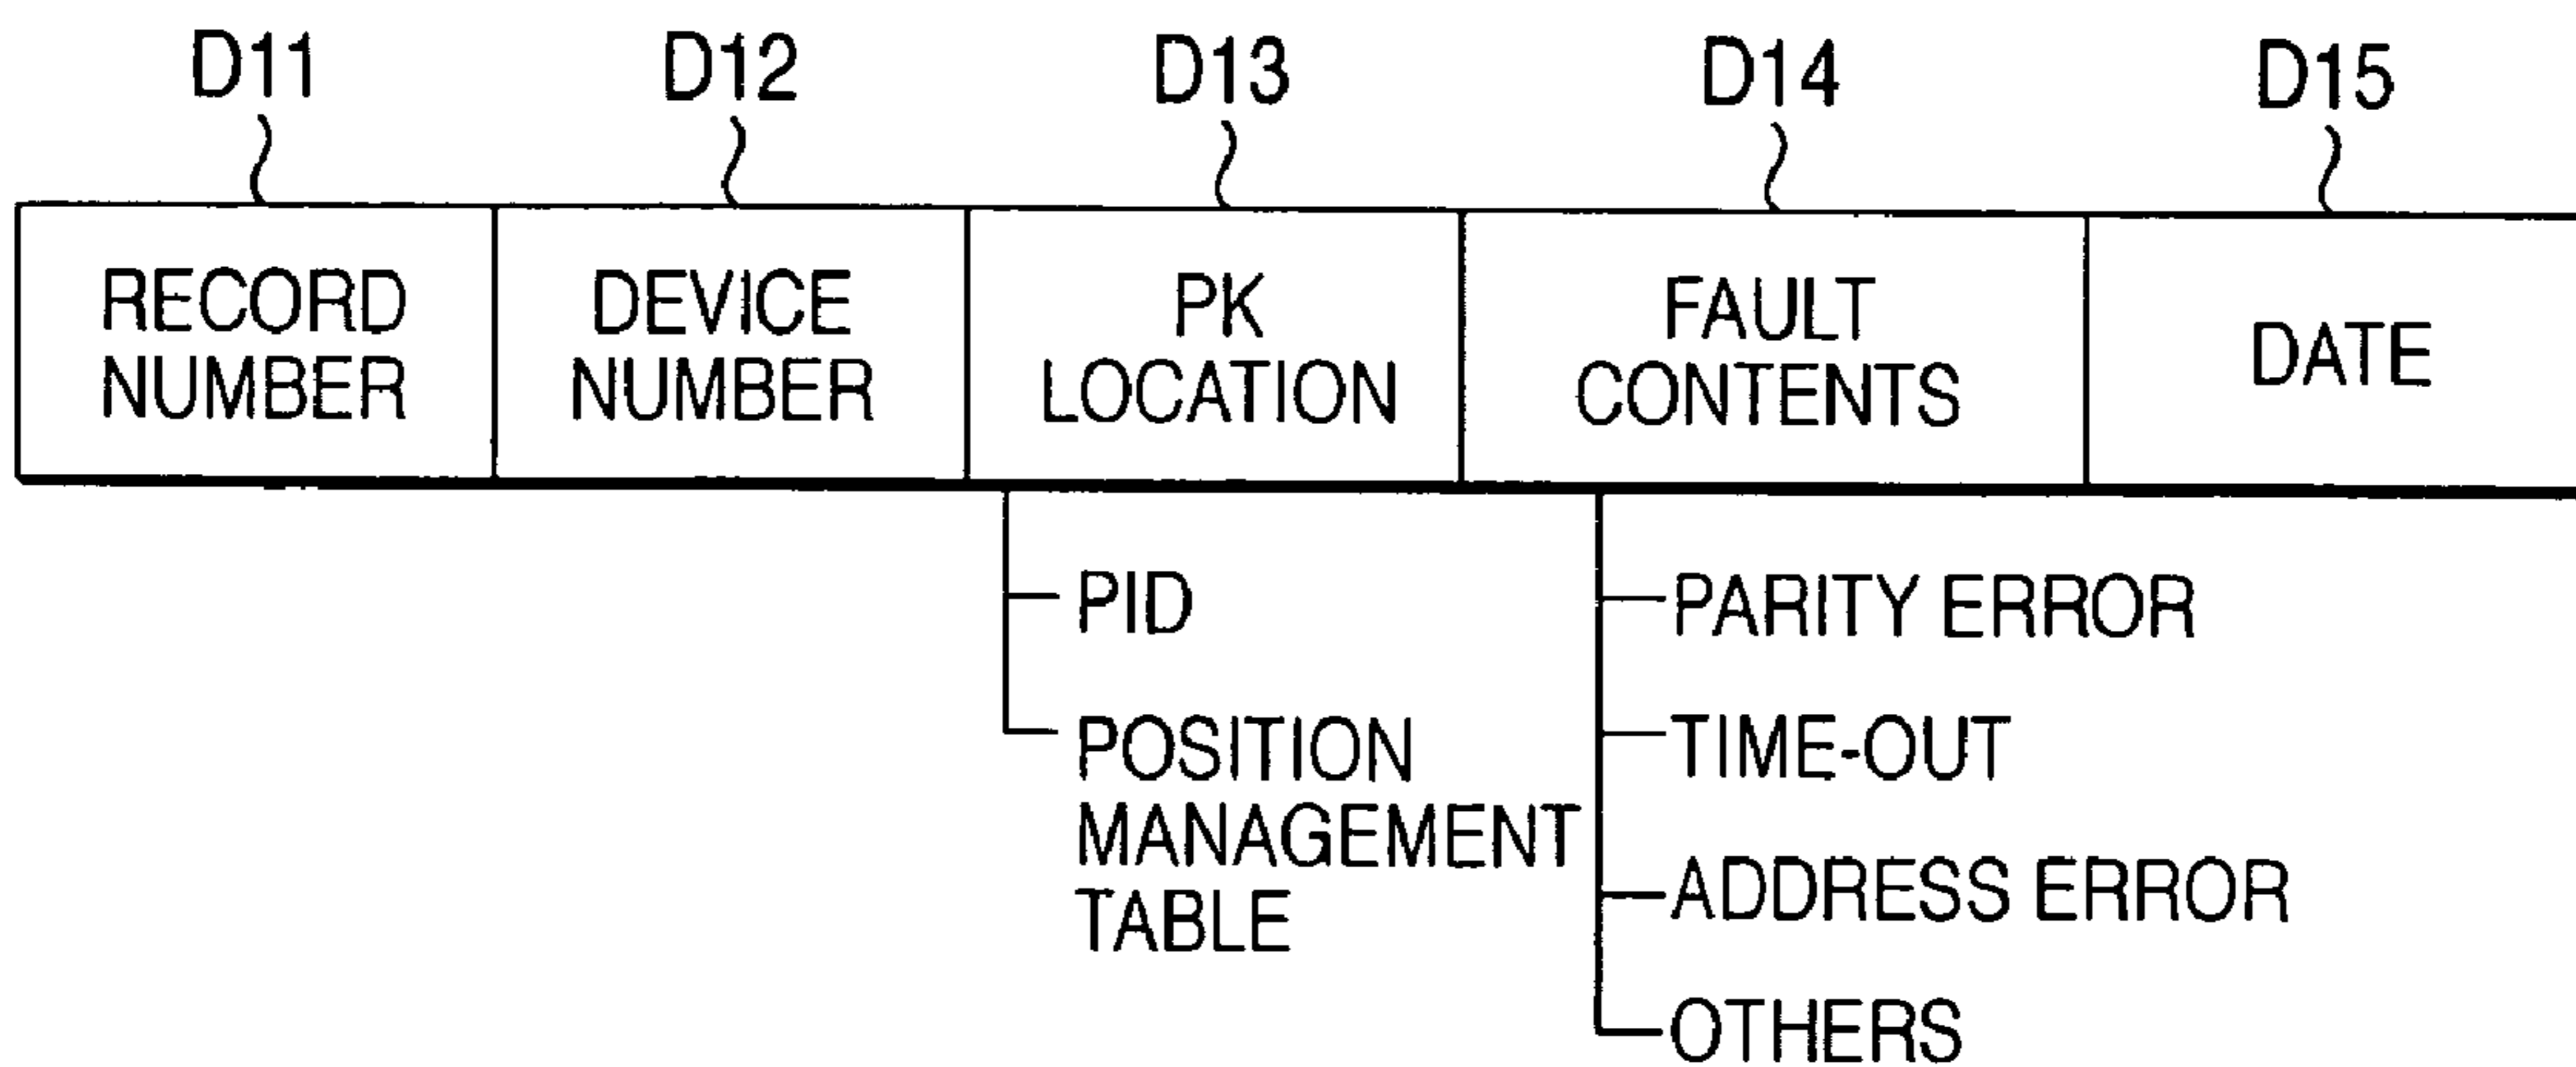 D11 D12 D13 D14 D15
RECORD
NUMBER
DEVICE
NUMBER
PK
LOCATION
FAULT
CONTENTS
DATE
PID
POSITION
MANAGEMENT
TABLE
PARITY ERROR
TIME-OUT
ADDRESS ERROR
OTHERS